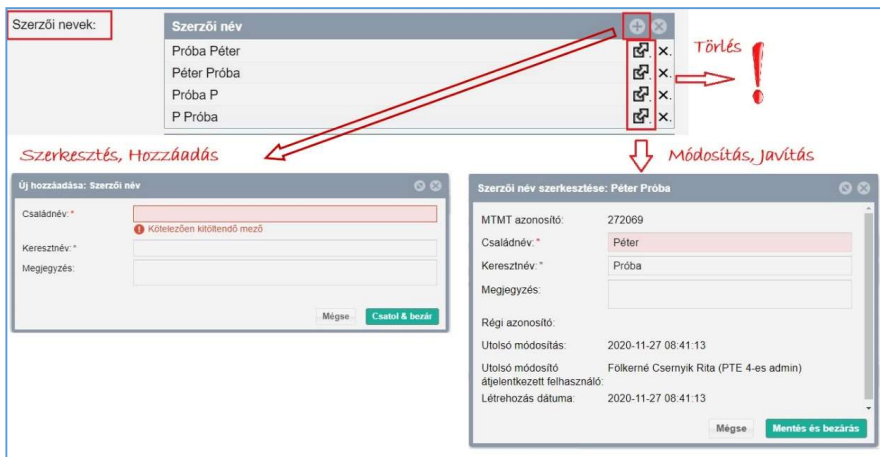 Szerzői nevek:
Szerzői név
Próba Péter
Péter Próba
Próba P
P Próba
Törlés
Szerkesztés, Hozzáadás
Módosítás, Javítás
Új hozzáadása: Szerzői név
Családnév:*
Kötelezően kitöltendő mező
Keresztnév:*
Megjegyzés:
Mégse Csatol & bezár
Szerzői név szerkesztése: Péter Próba
MTMT azonosító: 272069
Családnév:* Péter
Keresztnév:* Próba
Megjegyzés:
Régi azonosító:
Utolsó módosítás: 2020-11-27 08:41:13
Utolsó módosító Fölkerné Csernyik Rita (PTE 4-es admin)
átjelentkezett felhasználó:
Létrehozás dátuma: 2020-11-27 08:41:13
Mégse Mentés és bezárás